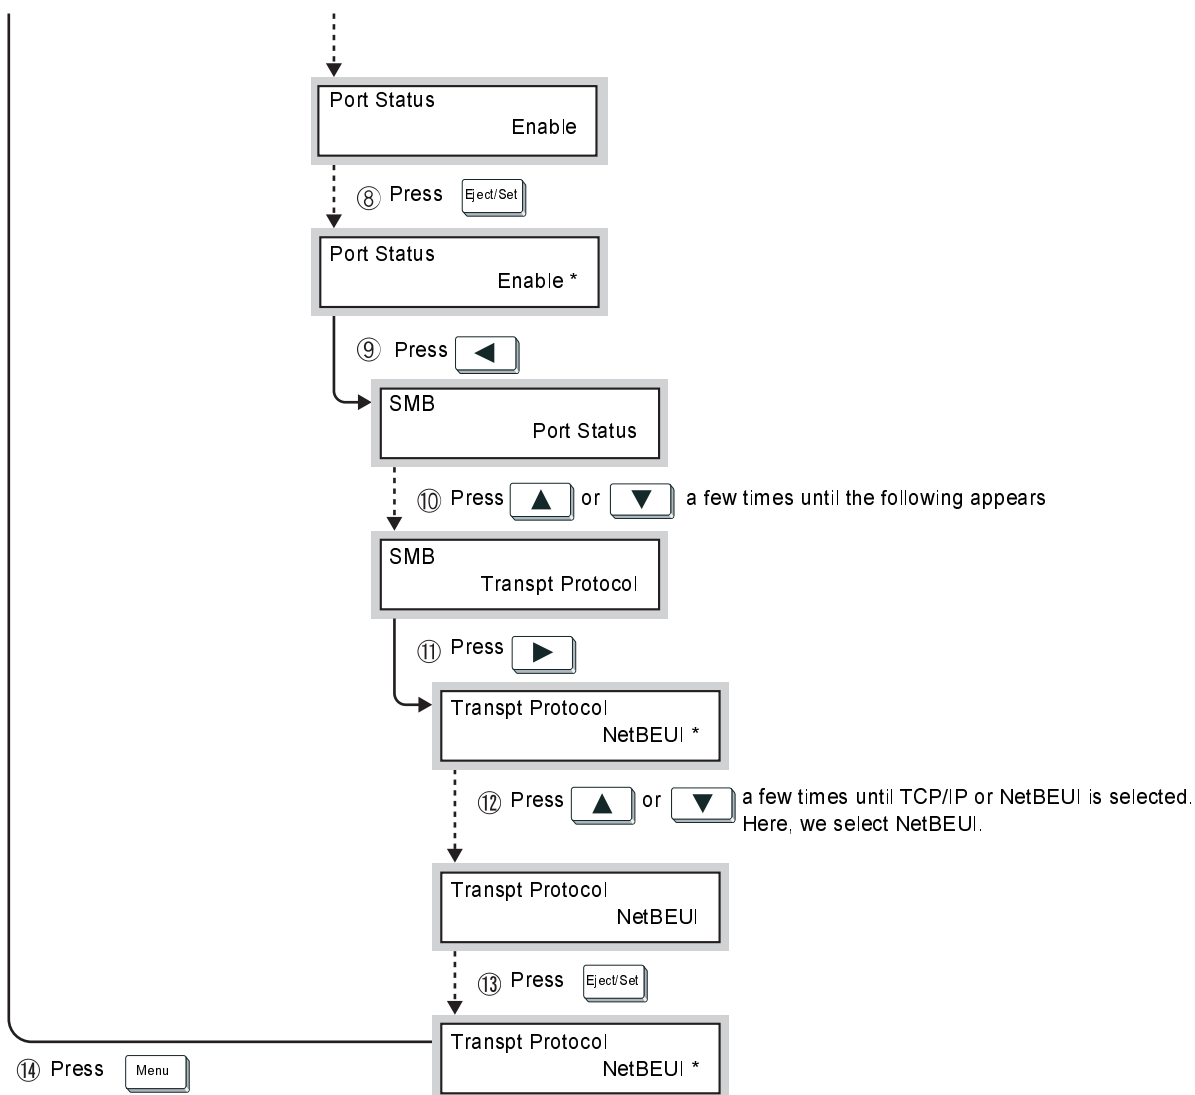 Port Status
Enable
⑧ Press Eject/Set
Port Status
Enable *
⑨ Press ◀
SMB
Port Status
⑩ Press ▲ or ▼ a few times until the following appears
SMB
Transpt Protocol
⑪ Press ▶
Transpt Protocol
NetBEUI *
⑫ Press ▲ or ▼ a few times until TCP/IP or NetBEUI is selected.
Here, we select NetBEUI.
Transpt Protocol
NetBEUI
⑬ Press Eject/Set
Transpt Protocol
NetBEUI *
⑭ Press Menu